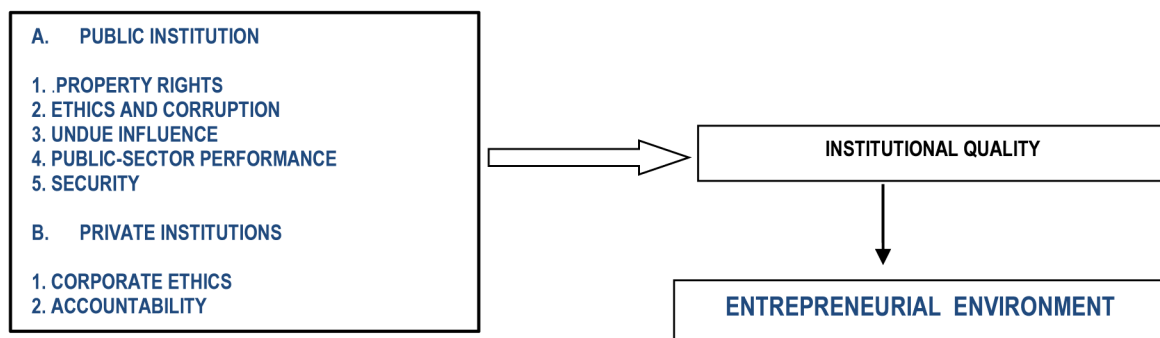 A. PUBLIC INSTITUTION
1. .PROPERTY RIGHTS
2. ETHICS AND CORRUPTION
3. UNDUE INFLUENCE
4. PUBLIC-SECTOR PERFORMANCE
5. SECURITY
B. PRIVATE INSTITUTIONS
1. CORPORATE ETHICS
2. ACCOUNTABILITY
INSTITUTIONAL QUALITY
ENTREPRENEURIAL ENVIRONMENT